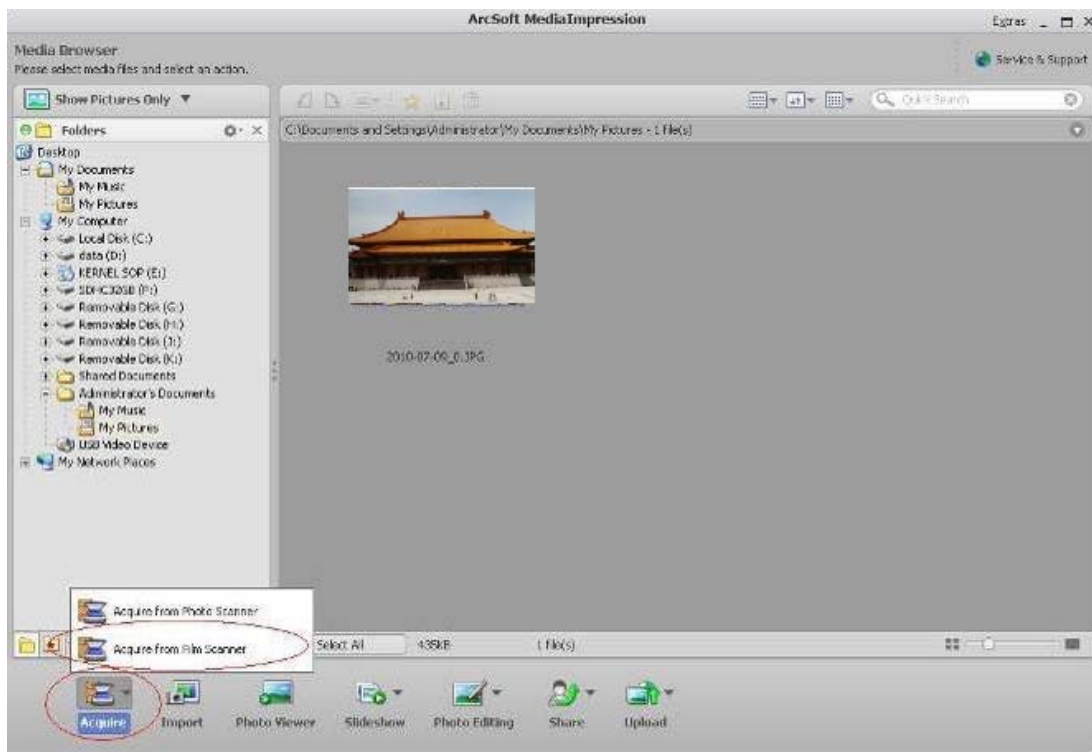 ArcSoft MediaImpression
Extras
Media Browser
Please select media files and select an action.
Service & Support
Show Pictures Only
Quick Search
Folders
C:\Documents and Settings\Administrator\My Documents\My Pictures - 1 file(s)
Desktop
My Documents
My Music
My Pictures
My Computer
Local Disk (C:)
data (D:)
KERNEL SOP (E:)
SDHC32GB (F:)
Removable Disk (G:)
Removable Disk (H:)
Removable Disk (J:)
Removable Disk (K:)
Shared Documents
Administrator's Documents
My Music
My Pictures
USB Video Device
My Network Places
2010-07-09_0.JPG
Acquire from Photo Scanner
Acquire from Film Scanner
Select All 435KB 1 file(s)
Acquire Import Photo Viewer Slideshow Photo Editing Share Upload